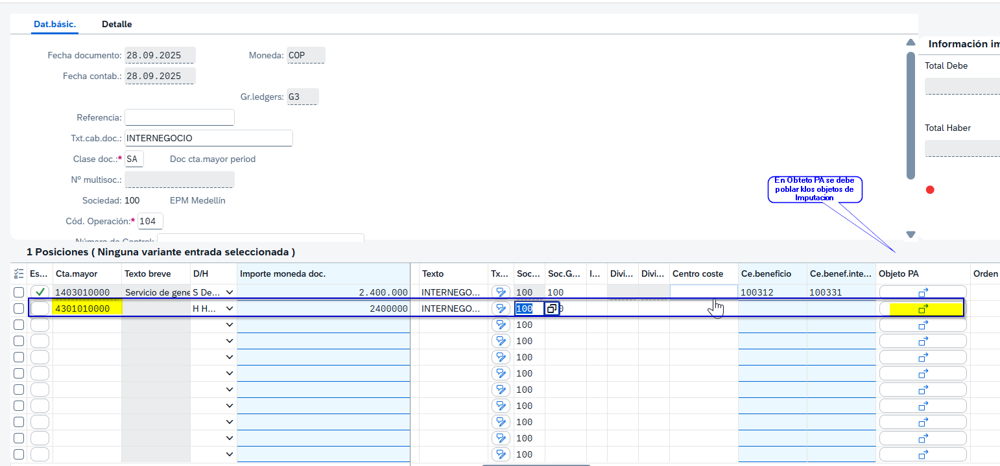 Dat.básic. Detalle
Información im
Fecha documento: 28.09.2025 Moneda: COP
Total Debe
Fecha contab.: 28.09.2025
Gr.ledgers: G3
Referencia:
Total Haber
Txt.cab.doc.: INTERNEGOCIO
Clase doc.:* SA Doc cta.mayor period
Nº multisoc.:
En Obteto PA se debe
poblar klos objetos de
Imputacion
Sociedad: 100 EPM Medellín
Cód. Operación:* 104
Número de Control:
1 Posiciones ( Ninguna variante entrada seleccionada )
Es... Cta.mayor Texto breve D/H Importe moneda doc. Texto Tx... Soc... Soc.G... I... Divi... Divi... Centro coste Ce.beneficio Ce.benef.inte... Objeto PA Orden
1403010000 Servicio de gene S De... 2.400.000 INTERNEGO... 100 100 100312 100331
4301010000 H H... 2400000 INTERNEGO... 100
100
100
100
100
100
100
100
100
100